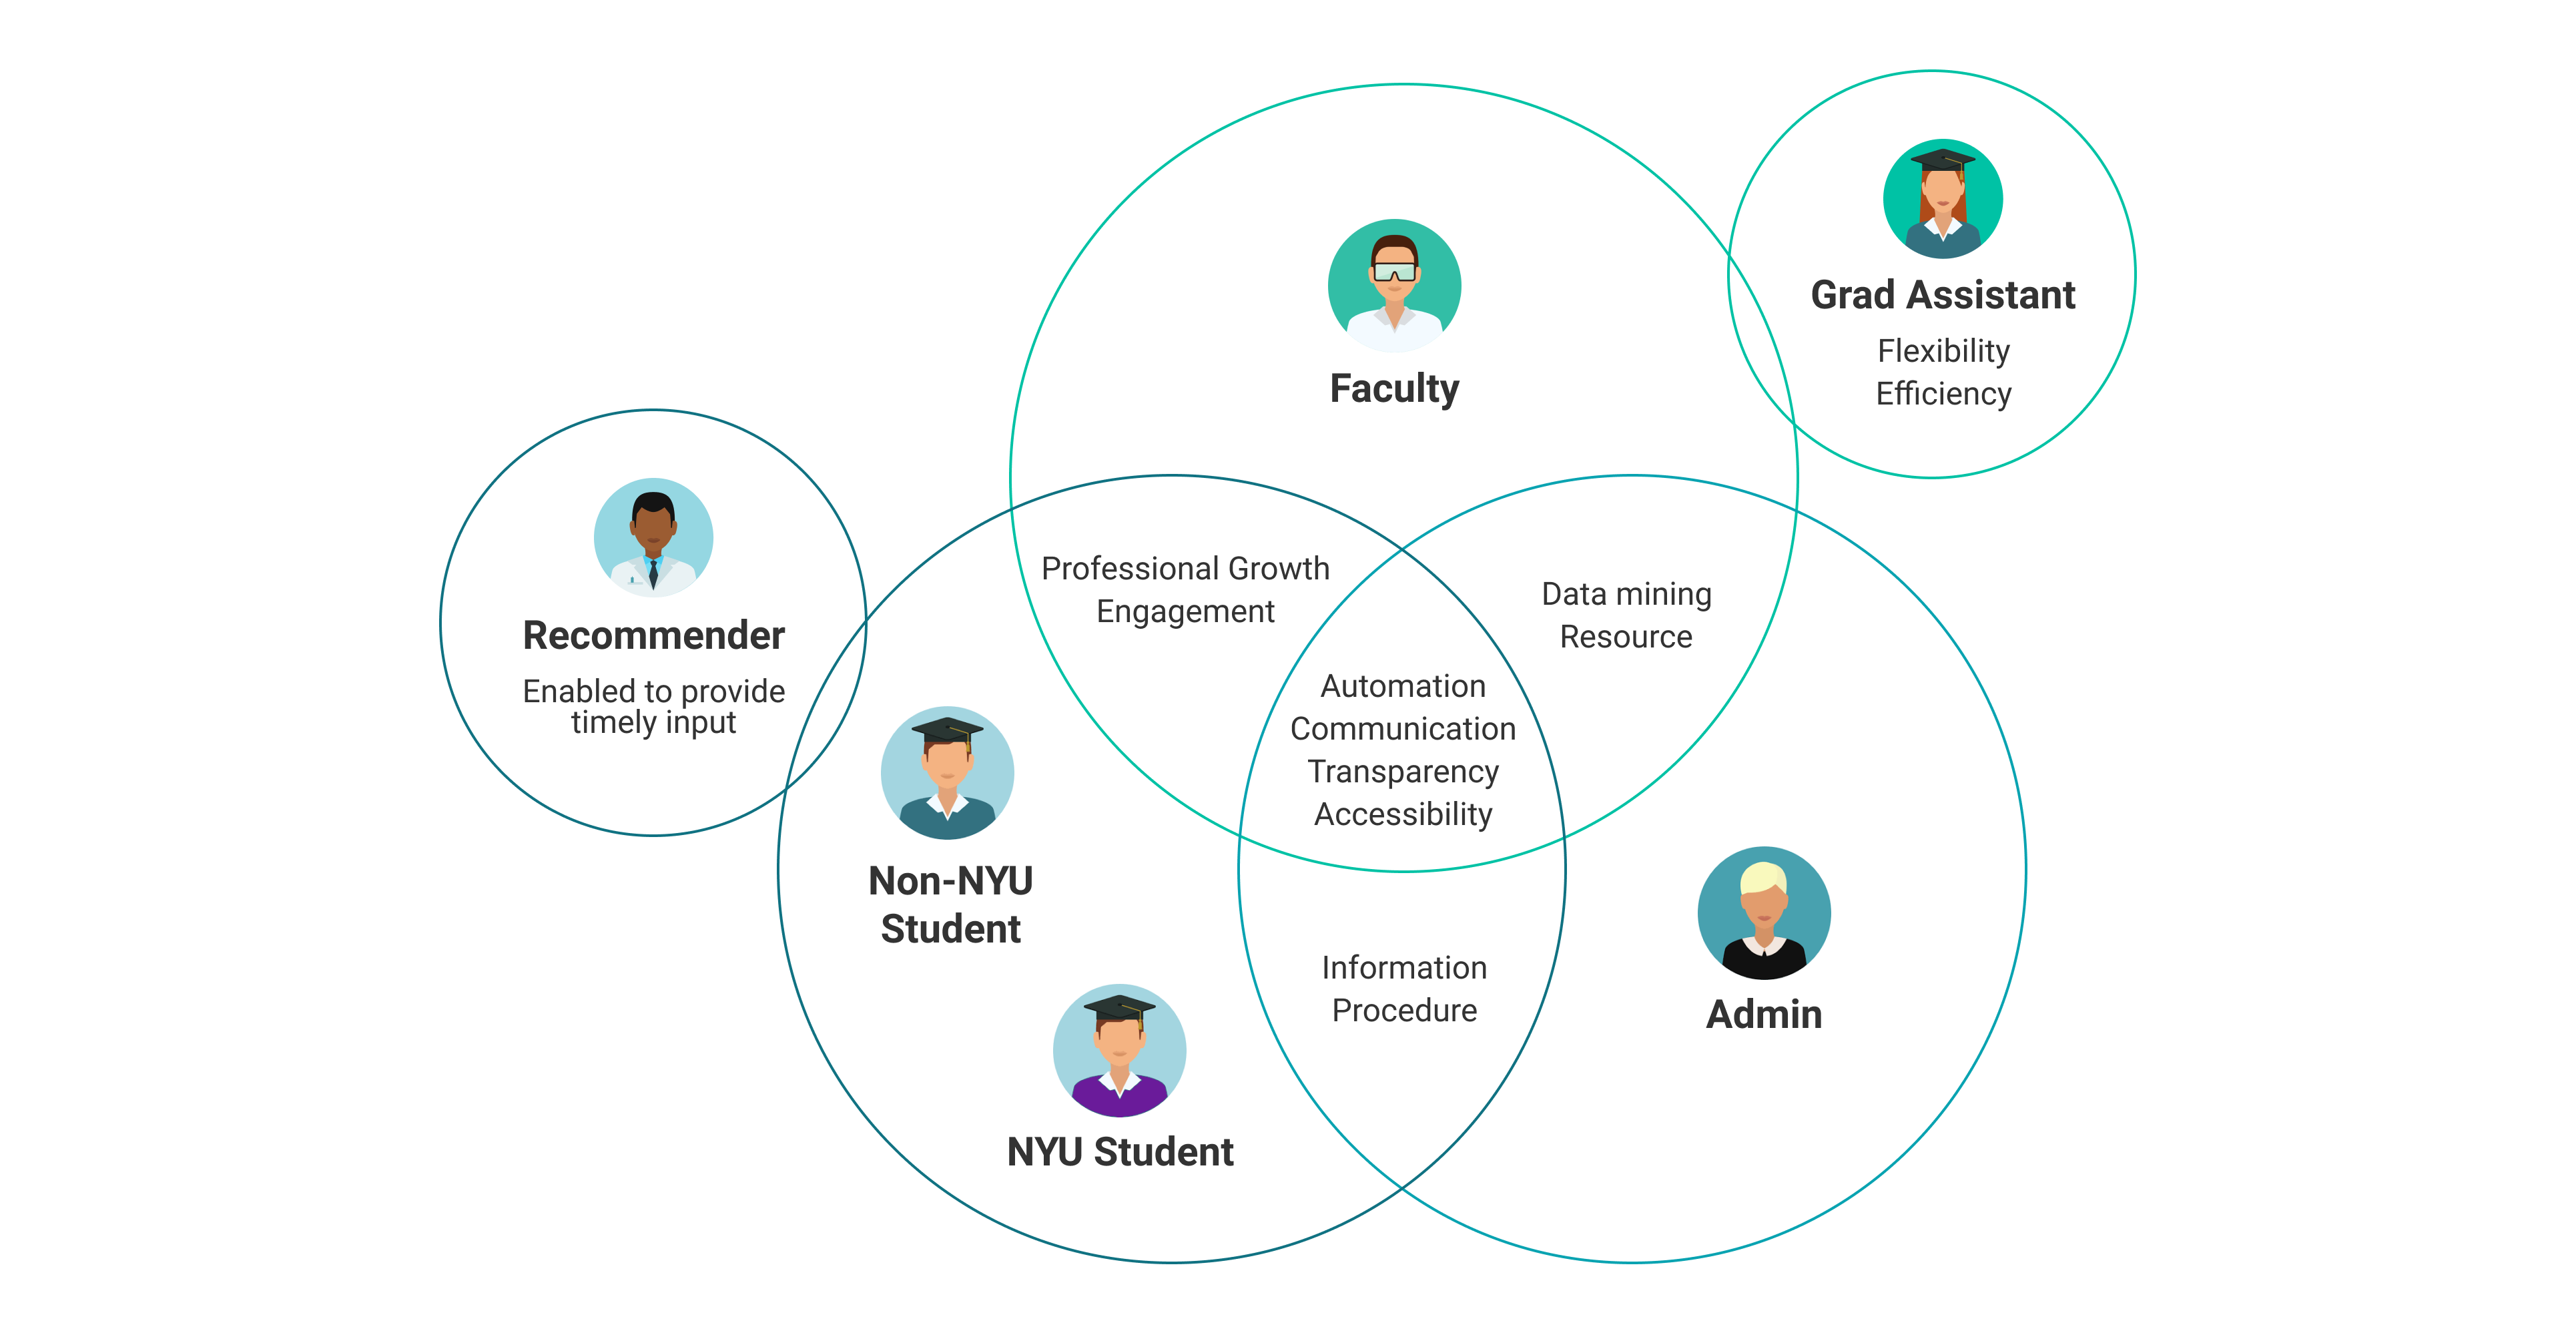 Grad Assistant
Flexibility
Efficiency
Faculty
Recommender
Enabled to provide
timely input
Professional Growth
Engagement
Data mining
Resource
Automation
Communication
Transparency
Accessibility
Non-NYU
Student
Information
Procedure
Admin
NYU Student